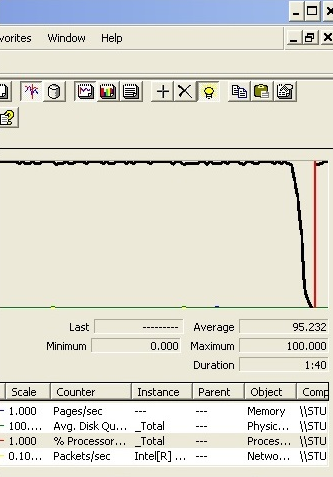 vorites Window Help
Last --------- Average 95.232
Minimum 0.000 Maximum 100.000
Duration 1:40
Scale Counter Instance Parent Object Comp
1.000 Pages/sec --- --- Memory \\STU
100.... Avg. Disk Qu... _Total --- Physic... \\STU
1.000 % Processor... _Total --- Proces... \\STU
0.10... Packets/sec Intel[R] ... --- Netwo... \\STU